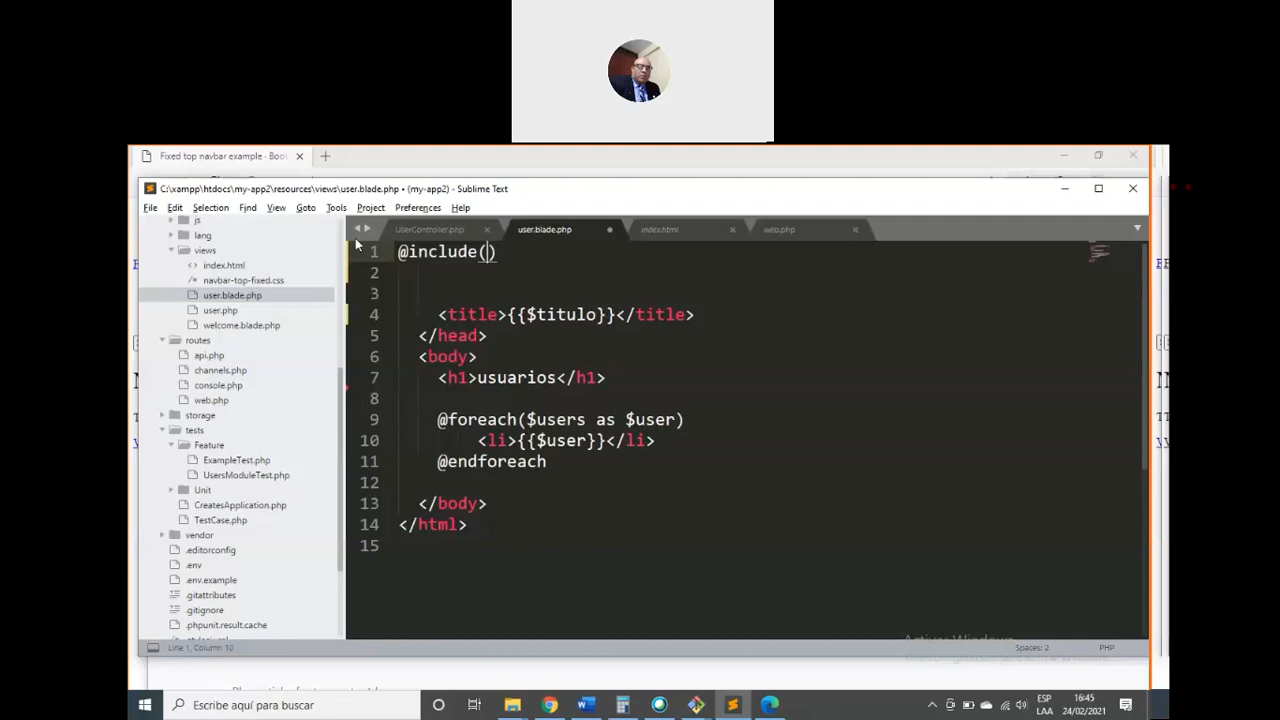 Fixed top navbar example · Boo
C:\xampp\htdocs\my-app2\resources\views\user.blade.php • (my-app2) - Sublime Text
File Edit Selection Find View Goto Tools Project Preferences Help
js
lang
views
index.html
navbar-top-fixed.css
user.blade.php
user.php
welcome.blade.php
routes
api.php
channels.php
console.php
web.php
storage
tests
Feature
ExampleTest.php
UsersModuleTest.php
Unit
CreatesApplication.php
TestCase.php
vendor
.editorconfig
.env
.env.example
.gitattributes
.gitignore
.phpunit.result.cache
UserController.php user.blade.php index.html web.php
1 @include()
2
3
4 <title>{{$titulo}}</title>
5 </head>
6 <body>
7 <h1>usuarios</h1>
8
9 @foreach($users as $user)
10 <li>{{$user}}</li>
11 @endforeach
12
13 </body>
14 </html>
15
Activar Windows
Line 1, Column 10 Spaces: 2 PHP
Escribe aquí para buscar
ESP
LAA
16:45
24/02/2021